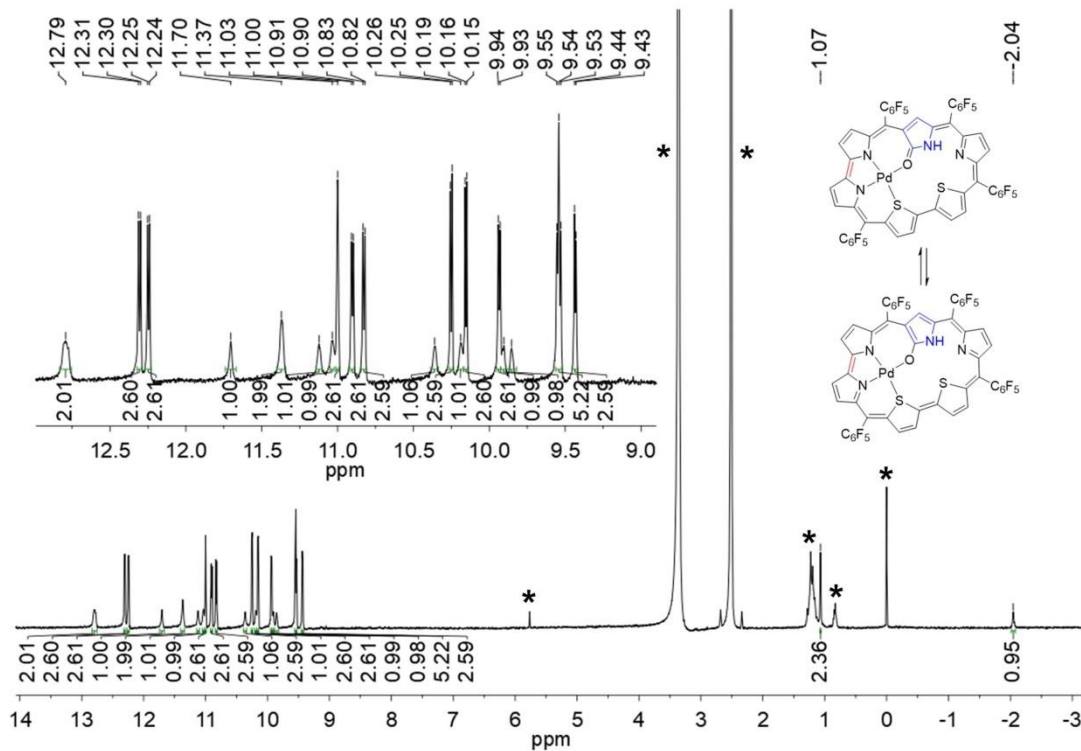 12.79
12.31
12.30
12.25
12.24
11.70
11.37
11.03
11.00
10.91
10.90
10.83
10.82
10.26
10.25
10.19
10.16
10.15
9.94
9.93
9.55
9.54
9.53
9.44
9.43
1.07
-2.04
C6F5
C6F5
NH
N
O
N
Pd
N
S
S
C6F5
C6F5
*
*
C6F5
C6F5
NH
N
O
N
Pd
N
S
S
C6F5
C6F5
2.01
2.60
2.61
1.00
1.99
1.01
0.99
2.61
2.61
2.59
1.06
2.59
1.01
2.60
2.61
0.99
0.98
5.22
2.59
12.5 12.0 11.5 11.0 10.5 10.0 9.5 9.0
ppm
*
*
*
*
2.01
2.60
2.61
1.00
1.99
1.01
0.99
2.61
2.61
2.59
1.06
2.59
1.01
2.60
2.61
0.99
0.98
5.22
2.59
2.36
0.95
14 13 12 11 10 9 8 7 6 5 4 3 2 1 0 -1 -2 -3
ppm